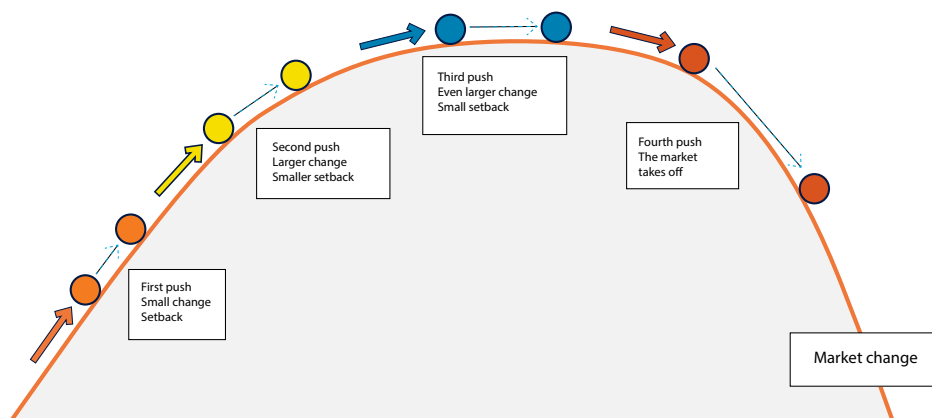 First push
Small change
Setback
Second push
Larger change
Smaller setback
Third push
Even larger change
Small setback
Fourth push
The market
takes off
Market change